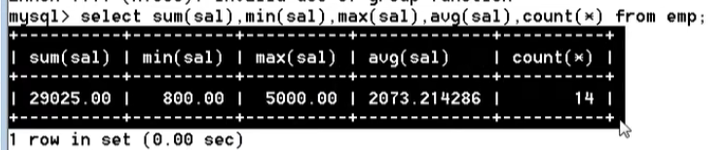 mysql> select sum(sal),min(sal),max(sal),avg(sal),count(*) from emp;
+----------+----------+----------+-------------+----------+
| sum(sal) | min(sal) | max(sal) | avg(sal)    | count(*) |
+----------+----------+----------+-------------+----------+
| 29025.00 |   800.00 |  5000.00 | 2073.214286 |       14 |
+----------+----------+----------+-------------+----------+
1 row in set (0.00 sec)